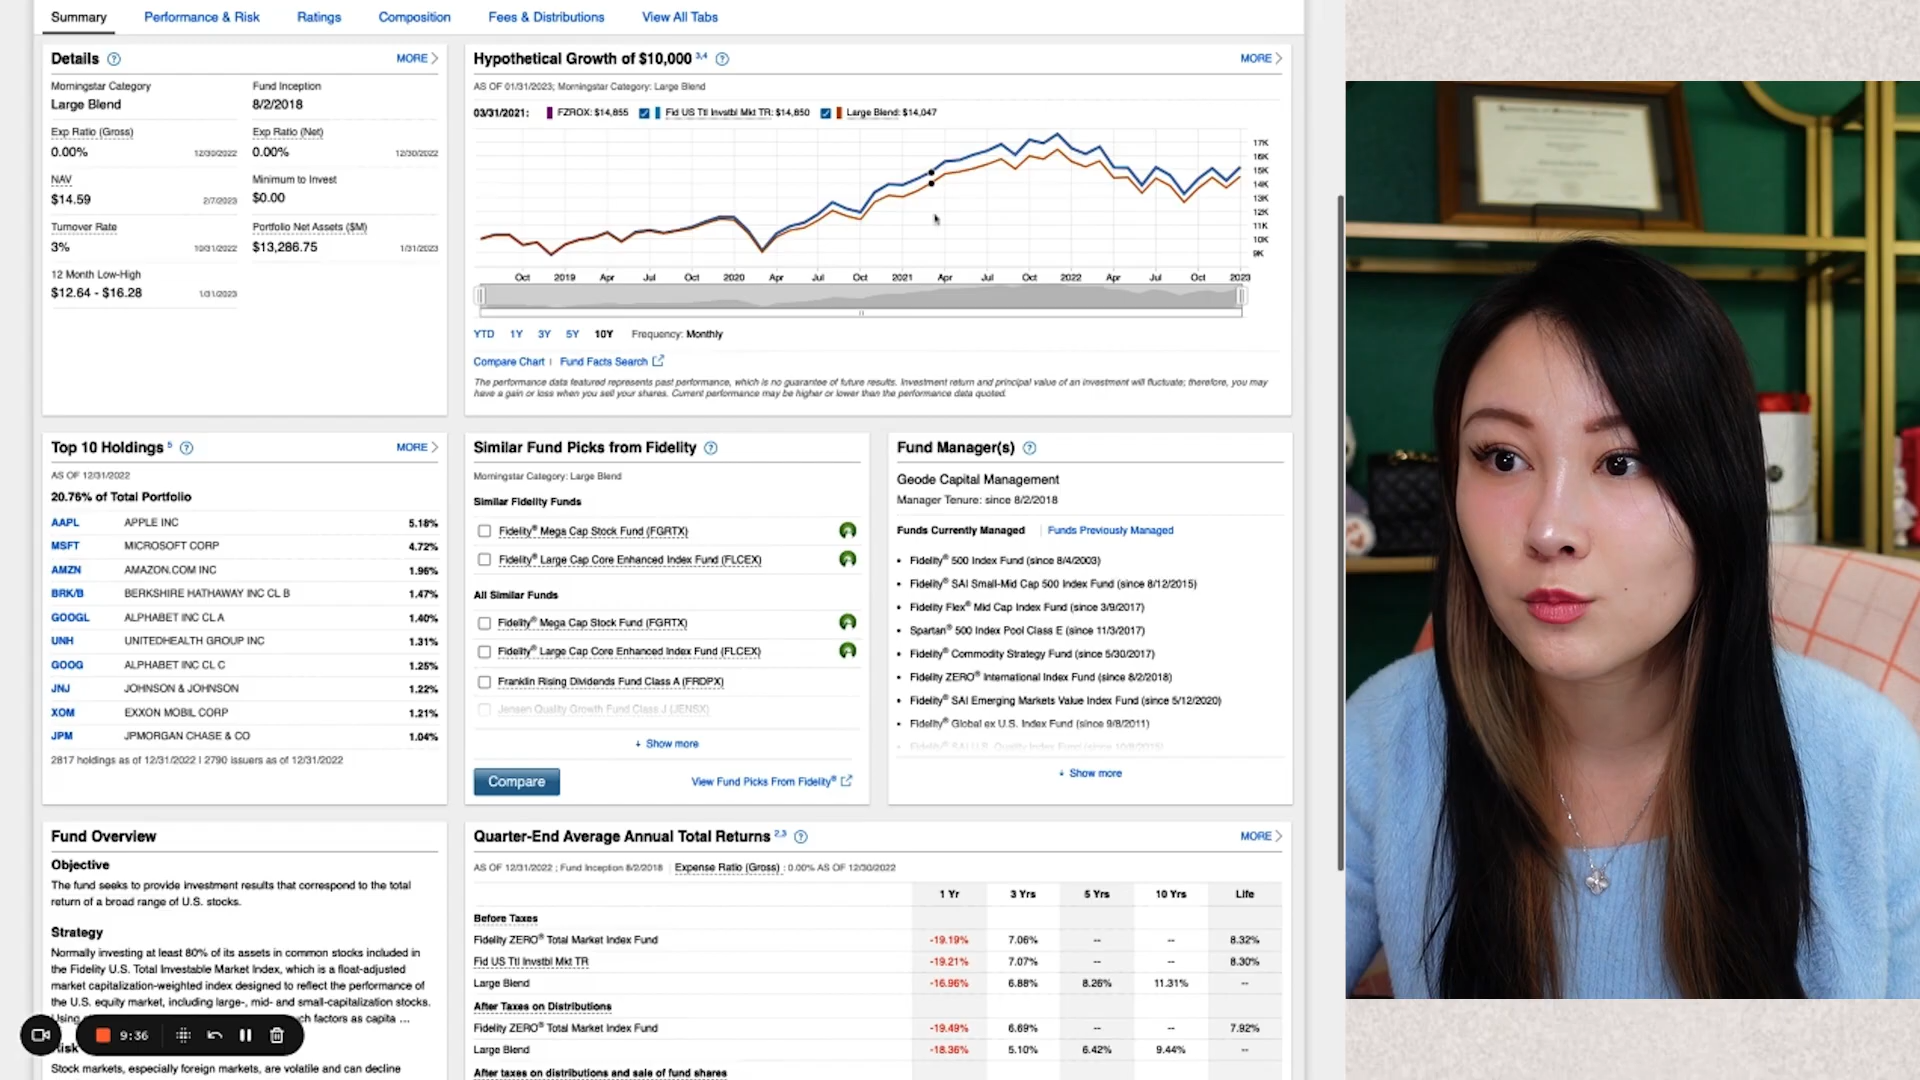 Summary Performance & Risk Ratings Composition Fees & Distributions View All Tabs
Details MORE
Morningstar Category
Large Blend
Fund Inception
8/2/2018
Exp Ratio (Gross)
0.00% 12/30/2022
Exp Ratio (Net)
0.00% 12/30/2022
NAV
$14.59 2/7/2023
Minimum to Invest
$0.00
Turnover Rate
3% 10/31/2022
Portfolio Net Assets ($M)
$13,286.75 1/31/2023
12 Month Low-High
$12.64 - $16.28 1/31/2023
Hypothetical Growth of $10,000 3,4 MORE
AS OF 01/31/2023; Morningstar Category: Large Blend
03/31/2021: FZROX: $14,855 Fid US Ttl Invstbl Mkt TR: $14,850 Large Blend: $14,047
17K
16K
15K
14K
13K
12K
11K
10K
9K
Oct 2019 Apr Jul Oct 2020 Apr Jul Oct 2021 Apr Jul Oct 2022 Apr Jul Oct 2023
YTD 1Y 3Y 5Y 10Y Frequency: Monthly
Compare Chart | Fund Facts Search
The performance data featured represents past performance, which is no guarantee of future results. Investment return and principal value of an investment will fluctuate; therefore, you may
have a gain or loss when you sell your shares. Current performance may be higher or lower than the performance data quoted.
Top 10 Holdings 5 MORE
AS OF 12/31/2022
20.76% of Total Portfolio
AAPL APPLE INC 5.18%
MSFT MICROSOFT CORP 4.72%
AMZN AMAZON.COM INC 1.96%
BRK/B BERKSHIRE HATHAWAY INC CL B 1.47%
GOOGL ALPHABET INC CL A 1.40%
UNH UNITEDHEALTH GROUP INC 1.31%
GOOG ALPHABET INC CL C 1.25%
JNJ JOHNSON & JOHNSON 1.22%
XOM EXXON MOBIL CORP 1.21%
JPM JPMORGAN CHASE & CO 1.04%
2817 holdings as of 12/31/2022 | 2790 issuers as of 12/31/2022
Similar Fund Picks from Fidelity
Morningstar Category: Large Blend
Similar Fidelity Funds
Fidelity® Mega Cap Stock Fund (FGRTX)
Fidelity® Large Cap Core Enhanced Index Fund (FLCEX)
All Similar Funds
Fidelity® Mega Cap Stock Fund (FGRTX)
Fidelity® Large Cap Core Enhanced Index Fund (FLCEX)
Franklin Rising Dividends Fund Class A (FRDPX)
Jensen Quality Growth Fund Class J (JENSX)
Show more
Compare View Fund Picks From Fidelity®
Fund Manager(s)
Geode Capital Management
Manager Tenure: since 8/2/2018
Funds Currently Managed | Funds Previously Managed
• Fidelity® 500 Index Fund (since 8/4/2003)
• Fidelity® SAI Small-Mid Cap 500 Index Fund (since 8/12/2015)
• Fidelity Flex® Mid Cap Index Fund (since 3/9/2017)
• Spartan® 500 Index Pool Class E (since 11/3/2017)
• Fidelity® Commodity Strategy Fund (since 5/30/2017)
• Fidelity ZERO® International Index Fund (since 8/2/2018)
• Fidelity® SAI Emerging Markets Value Index Fund (since 5/12/2020)
• Fidelity® Global ex U.S. Index Fund (since 9/8/2011)
• Fidelity® SAI U.S. Quality Index Fund
Show more
Fund Overview
Objective
The fund seeks to provide investment results that correspond to the total
return of a broad range of U.S. stocks.
Strategy
Normally investing at least 80% of its assets in common stocks included in
the Fidelity U.S. Total Investable Market Index, which is a float-adjusted
market capitalization-weighted index designed to reflect the performance of
the U.S. equity market, including large-, mid- and small-capitalization stocks.
Using ch factors as capita ...
9:36
Risk
Stock markets, especially foreign markets, are volatile and can decline
Quarter-End Average Annual Total Returns 2,3 MORE
AS OF 12/31/2022 ; Fund Inception 8/2/2018 | Expense Ratio (Gross) : 0.00% AS OF 12/30/2022
1 Yr 3 Yrs 5 Yrs 10 Yrs Life
Before Taxes
Fidelity ZERO® Total Market Index Fund -19.19% 7.06% -- -- 8.32%
Fid US Ttl Invstbl Mkt TR -19.21% 7.07% -- -- 8.30%
Large Blend -16.96% 6.88% 8.26% 11.31% --
After Taxes on Distributions
Fidelity ZERO® Total Market Index Fund -19.49% 6.69% -- -- 7.92%
Large Blend -18.36% 5.10% 6.42% 9.44% --
After taxes on distributions and sale of fund shares